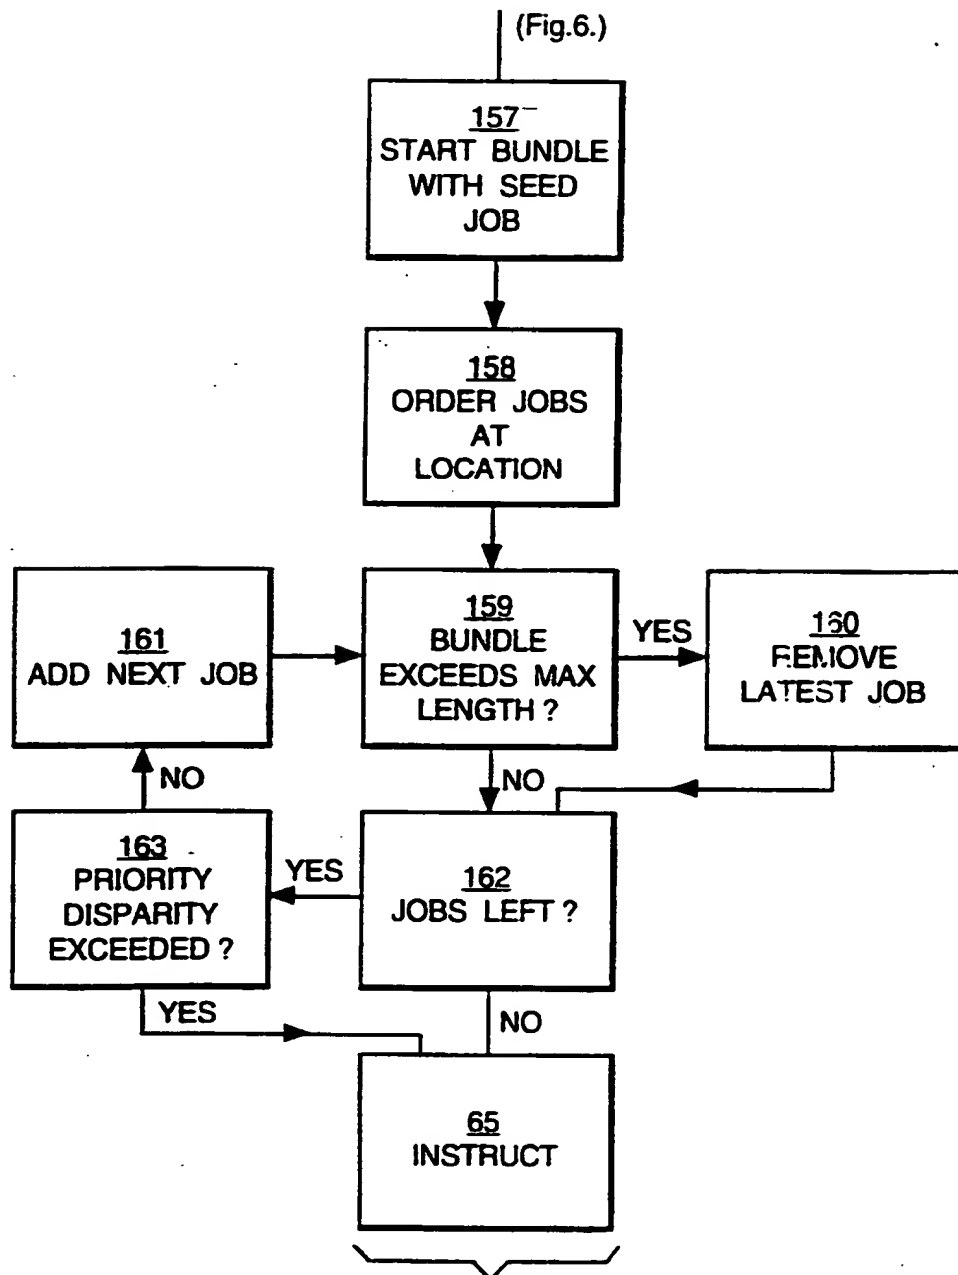 (Fig.6.)
157
START BUNDLE
WITH SEED
JOB
158
ORDER JOBS
AT
LOCATION
161
ADD NEXT JOB
159
BUNDLE
EXCEEDS MAX
LENGTH ?
YES
160
REMOVE
LATEST JOB
NO
NO
163
PRIORITY
DISPARITY
EXCEEDED ?
YES
162
JOBS LEFT ?
YES
NO
65
INSTRUCT